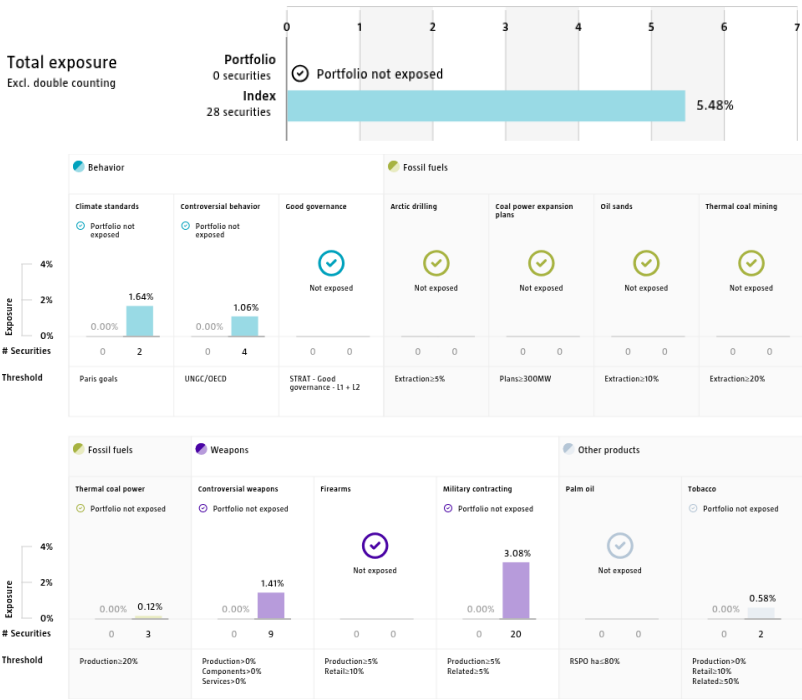 0 1 2 3 4 5 6 7
Total exposure
Excl. double counting
Portfolio
0 securities
Portfolio not exposed
Index
28 securities
5.48%
Behavior
Fossil fuels
Climate standards
Controversial behavior
Good governance
Arctic drilling
Coal power expansion
plans
Oil sands
Thermal coal mining
Portfolio not
exposed
Portfolio not
exposed
Not exposed
Not exposed
Not exposed
Not exposed
Not exposed
Exposure
4%
2%
0%
0.00% 1.64%
0.00% 1.06%
# Securities
0 2 0 4 0 0 0 0 0 0 0 0 0 0
Threshold
Paris goals
UNGC/OECD
STRAT - Good
governance - L1 + L2
Extraction≥5%
Plans≥300MW
Extraction≥10%
Extraction≥20%
Fossil fuels
Weapons
Other products
Thermal coal power
Controversial weapons
Firearms
Military contracting
Palm oil
Tobacco
Portfolio not exposed
Portfolio not exposed
Not exposed
Portfolio not exposed
Not exposed
Portfolio not exposed
Exposure
4%
2%
0%
0.00% 0.12%
0.00% 1.41%
0.00% 3.08%
0.00% 0.58%
# Securities
0 3 0 9 0 0 0 20 0 0 0 2
Threshold
Production≥20%
Production>0%
Components>0%
Services>0%
Production≥5%
Retail≥10%
Production≥5%
Related≥5%
RSPO ha≤80%
Production>0%
Retail≥10%
Related≥50%